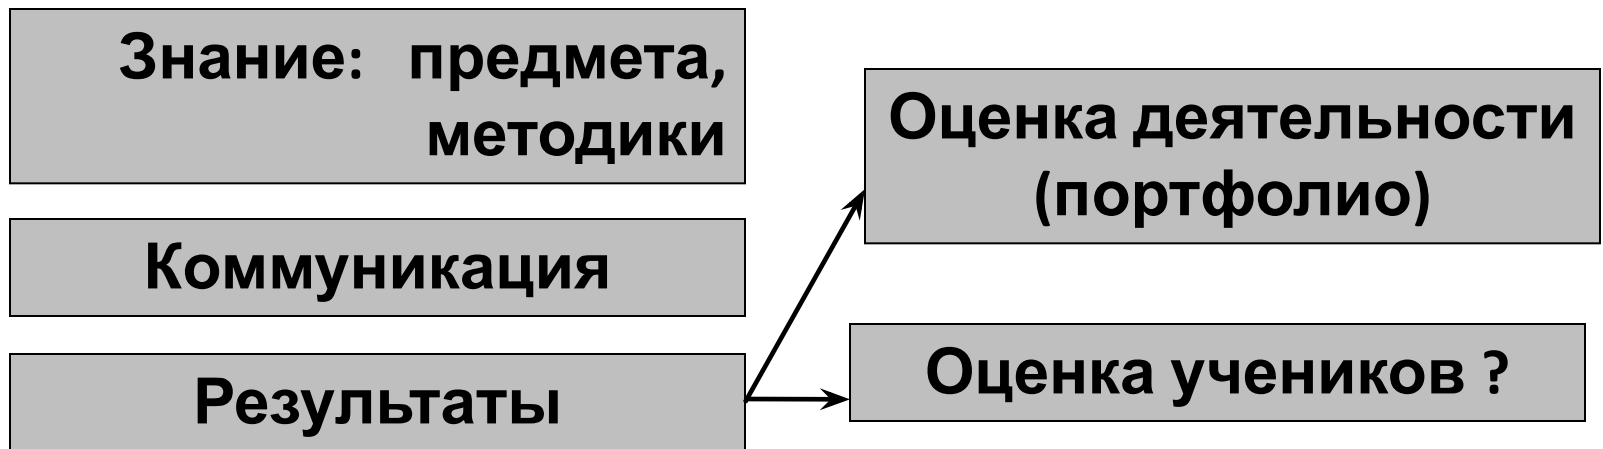 Знание: предмета,
методики
Коммуникация
Результаты
Оценка деятельности
(портфолио)
Оценка учеников ?